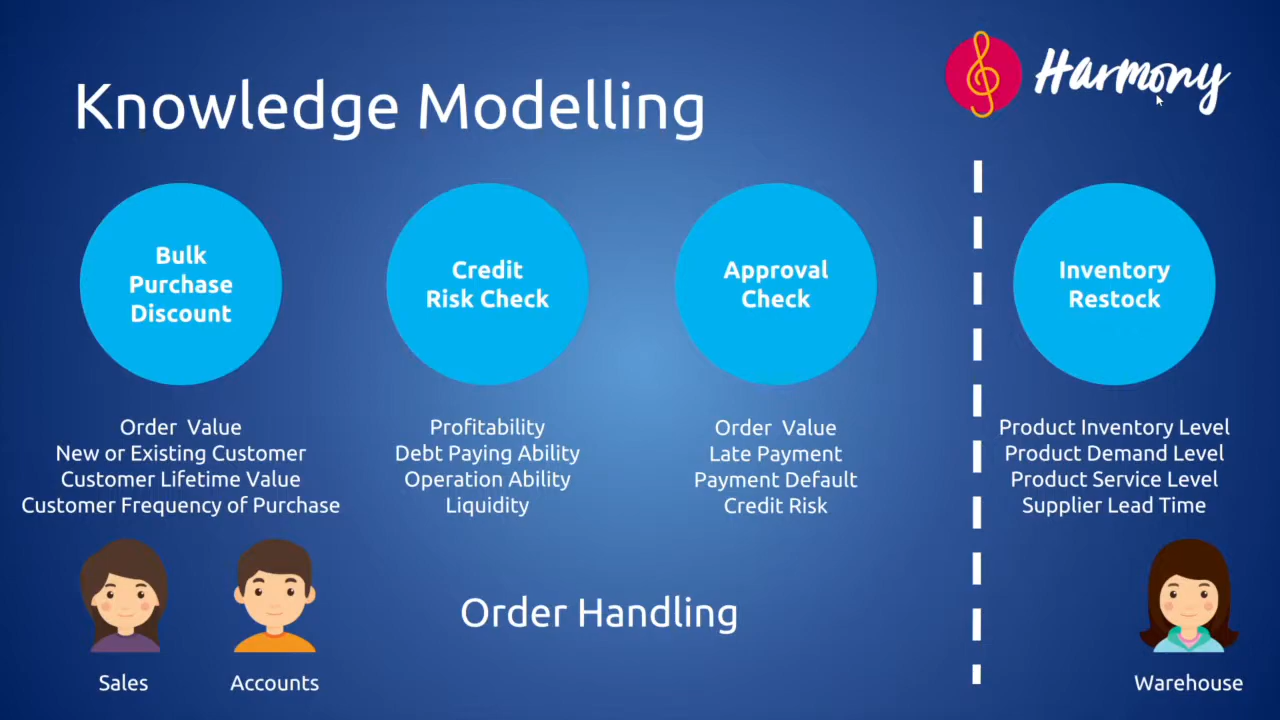 Harmony
Knowledge Modelling
Bulk
Purchase
Discount
Order Value
New or Existing Customer
Customer Lifetime Value
Customer Frequency of Purchase
Credit
Risk Check
Profitability
Debt Paying Ability
Operation Ability
Liquidity
Approval
Check
Order Value
Late Payment
Payment Default
Credit Risk
Inventory
Restock
Product Inventory Level
Product Demand Level
Product Service Level
Supplier Lead Time
Order Handling
Sales
Accounts
Warehouse